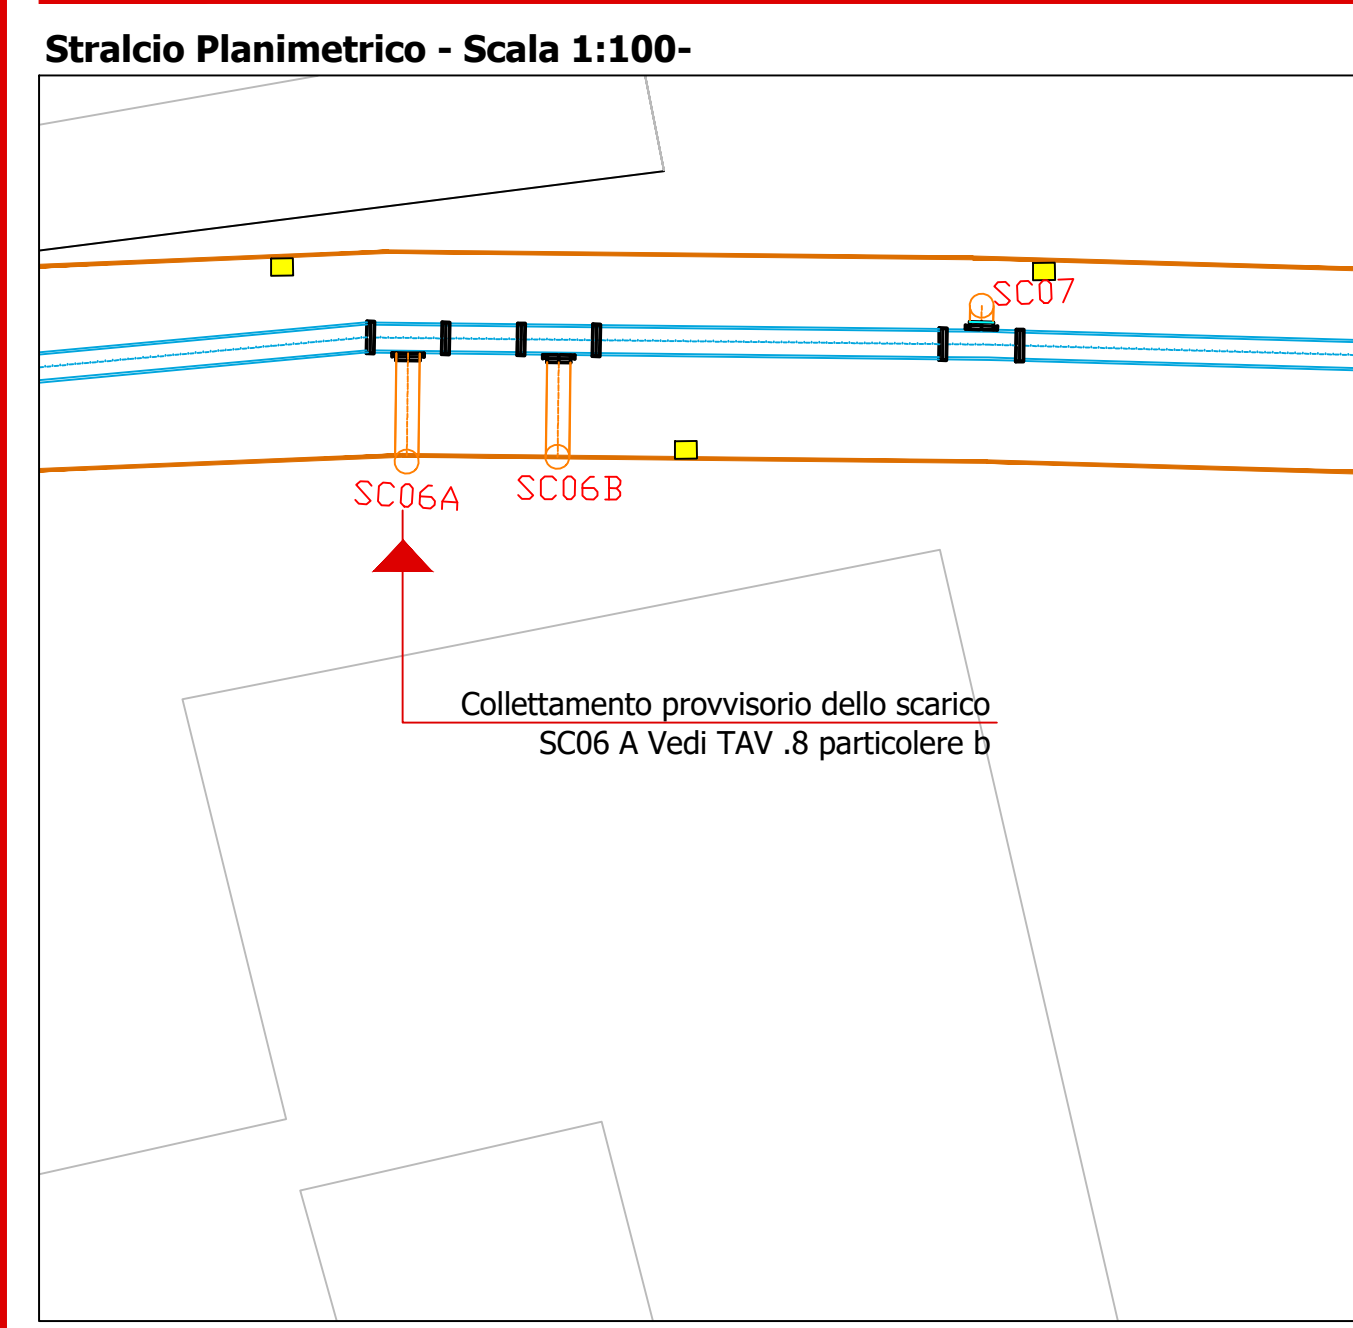 Stralcio Planimetrico - Scala 1:100-
SC07
SC06A
SC06B
Collettamento provvisorio dello scarico
SC06 A Vedi TAV .8 particolere b